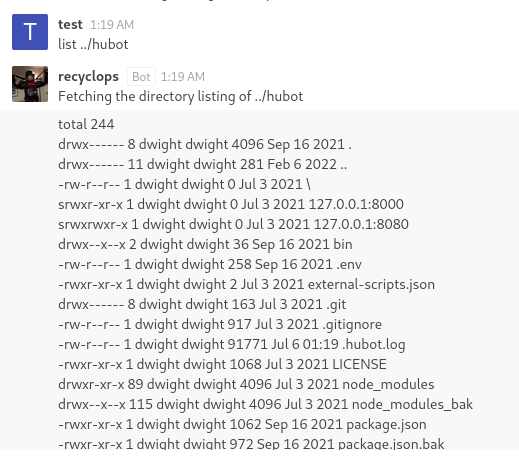 T
test 1:19 AM
list ../hubot
recyclops Bot 1:19 AM
Fetching the directory listing of ../hubot
total 244
drwx------ 8 dwight dwight 4096 Sep 16 2021 .
drwx------ 11 dwight dwight 281 Feb 6 2022 ..
-rw-r--r-- 1 dwight dwight 0 Jul 3 2021 \
srwxr-xr-x 1 dwight dwight 0 Jul 3 2021 127.0.0.1:8000
srwxrwxr-x 1 dwight dwight 0 Jul 3 2021 127.0.0.1:8080
drwx--x--x 2 dwight dwight 36 Sep 16 2021 bin
-rw-r--r-- 1 dwight dwight 258 Sep 16 2021 .env
-rwxr-xr-x 1 dwight dwight 2 Jul 3 2021 external-scripts.json
drwx------ 8 dwight dwight 163 Jul 3 2021 .git
-rw-r--r-- 1 dwight dwight 917 Jul 3 2021 .gitignore
-rw-r--r-- 1 dwight dwight 91771 Jul 6 01:19 .hubot.log
-rwxr-xr-x 1 dwight dwight 1068 Jul 3 2021 LICENSE
drwxr-xr-x 89 dwight dwight 4096 Jul 3 2021 node_modules
drwx--x--x 115 dwight dwight 4096 Jul 3 2021 node_modules_bak
-rwxr-xr-x 1 dwight dwight 1062 Sep 16 2021 package.json
-rwxr-xr-x 1 dwight dwight 972 Sep 16 2021 package.json.bak